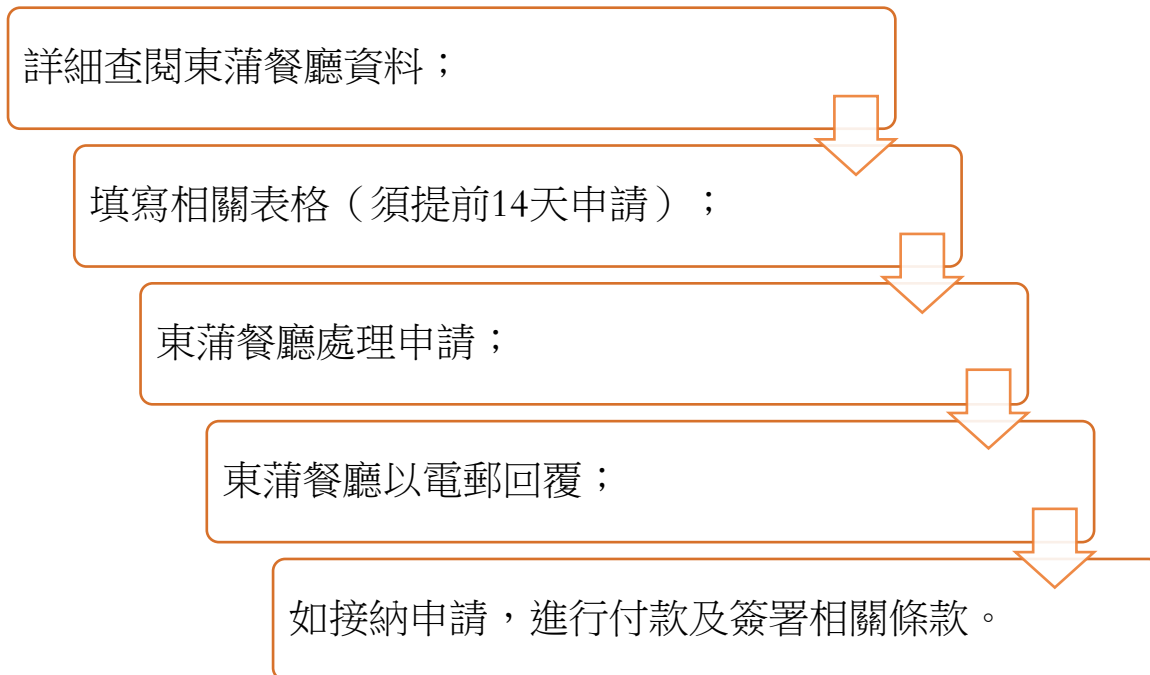 詳細查閱東蒲餐廳資料；
填寫相關表格（須提前14天申請）；
東蒲餐廳處理申請；
東蒲餐廳以電郵回覆；
如接納申請，進行付款及簽署相關條款。